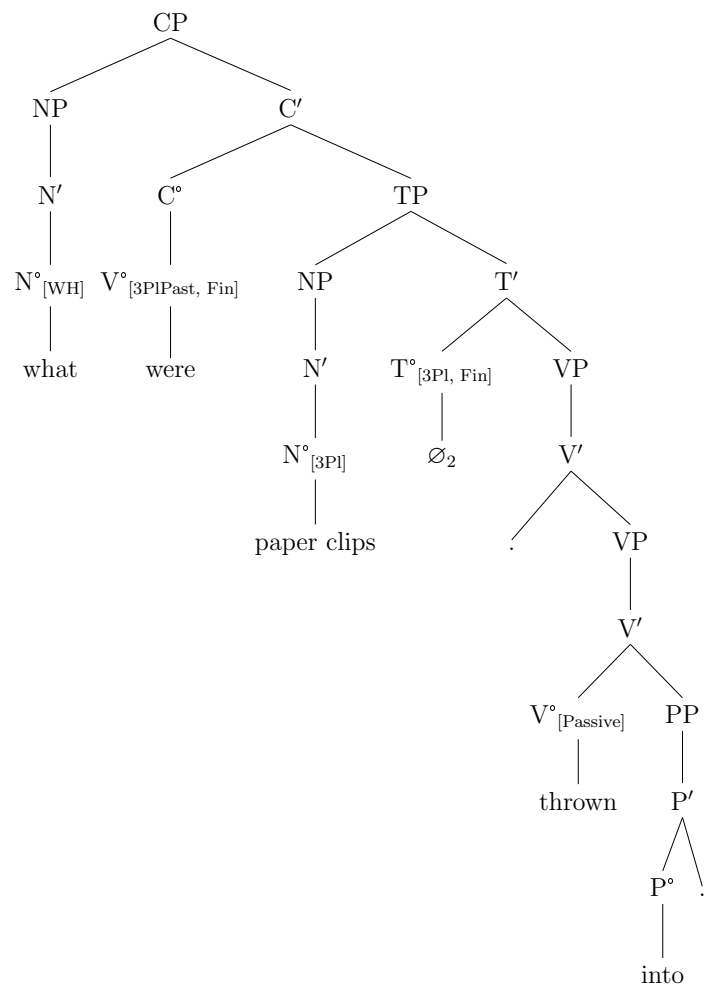 CP
NP C′
N′ C° TP
N°[WH] V°[3PlPast, Fin] NP T′
what were N′ T°[3Pl, Fin] VP
N°[3Pl] ∅2 V′
paper clips . VP
V′
V°[Passive] PP
thrown P′
P° .
into